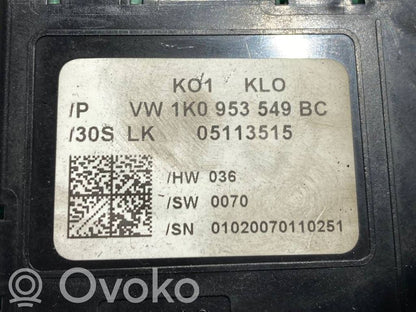 KO1 KLO
/P VW 1K0 953 549 BC
/30S LK 05113515
/HW 036
/SW 0070
/SN 01020070110251
Ovoko